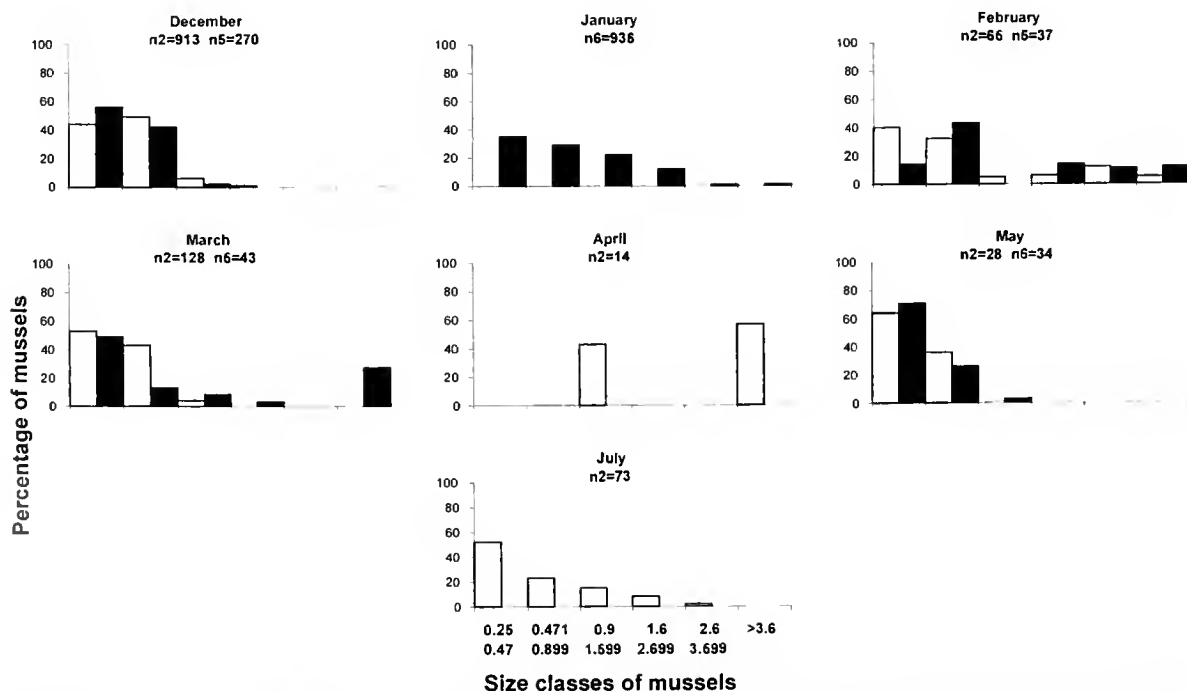 December
n2=913 n5=270
100
80
60
40
20
0
January
n6=936
100
80
60
40
20
0
February
n2=66 n5=37
100
80
60
40
20
0
March
n2=128 n6=43
100
80
60
40
20
0
April
n2=14
100
80
60
40
20
0
May
n2=28 n6=34
100
80
60
40
20
0
Percentage of mussels
July
n2=73
100
80
60
40
20
0
0.25 0.471 0.9 1.6 2.6 >3.6
0.47 0.899 1.599 2.699 3.699
Size classes of mussels